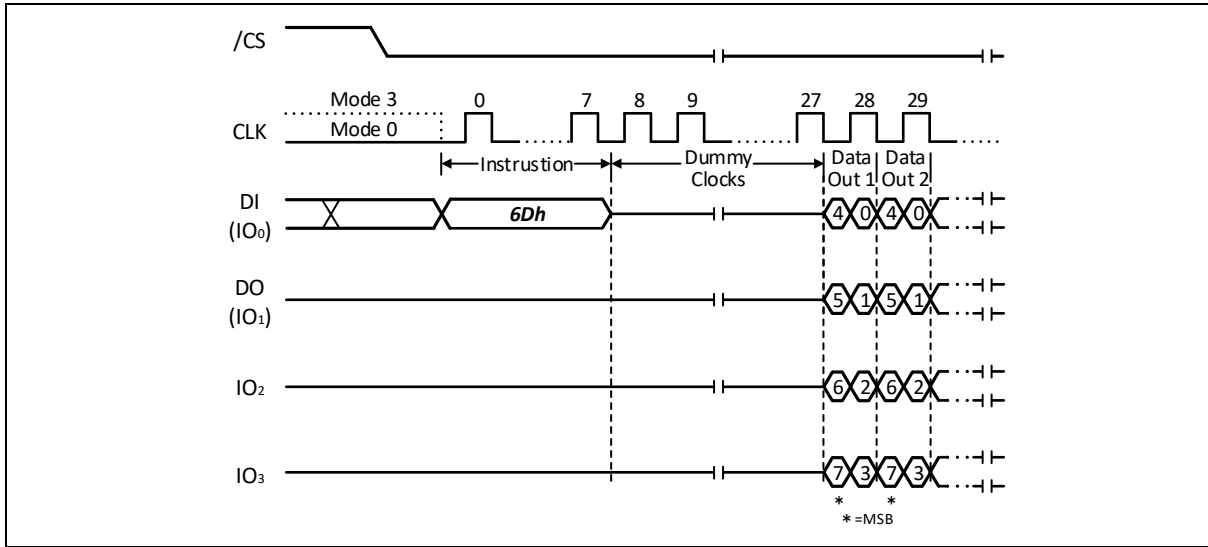 /CS
Mode 3 0 7 8 9 27 28 29
CLK Mode 0
Instrustion Dummy Clocks Data Out 1 Data Out 2
DI (IO0) 6Dh 4 0 4 0
DO (IO1) 5 1 5 1
IO2 6 2 6 2
IO3 7 3 7 3
* *
* =MSB